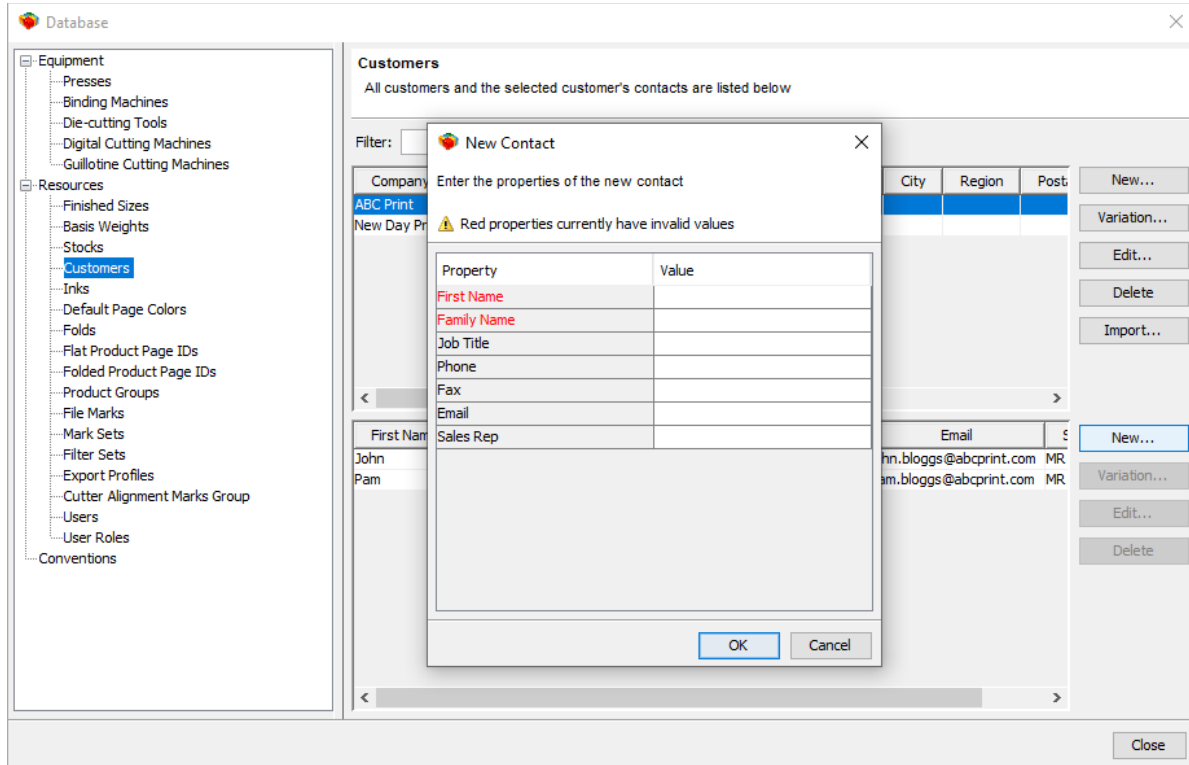 Database
Equipment
Presses
Binding Machines
Die-cutting Tools
Digital Cutting Machines
Guillotine Cutting Machines
Resources
Finished Sizes
Basis Weights
Stocks
Customers
Inks
Default Page Colors
Folds
Flat Product Page IDs
Folded Product Page IDs
Product Groups
File Marks
Mark Sets
Filter Sets
Export Profiles
Cutter Alignment Marks Group
Users
User Roles
Conventions
Customers
All customers and the selected customer's contacts are listed below
Filter:
Company City Region Posta
ABC Print
New Day Pr
New...
Variation...
Edit...
Delete
Import...
New Contact
Enter the properties of the new contact
Red properties currently have invalid values
Property Value
First Name
Family Name
Job Title
Phone
Fax
Email
Sales Rep
OK Cancel
First Nam Email S
John hn.bloggs@abcprint.com MR
Pam am.bloggs@abcprint.com MR
New...
Variation...
Edit...
Delete
Close